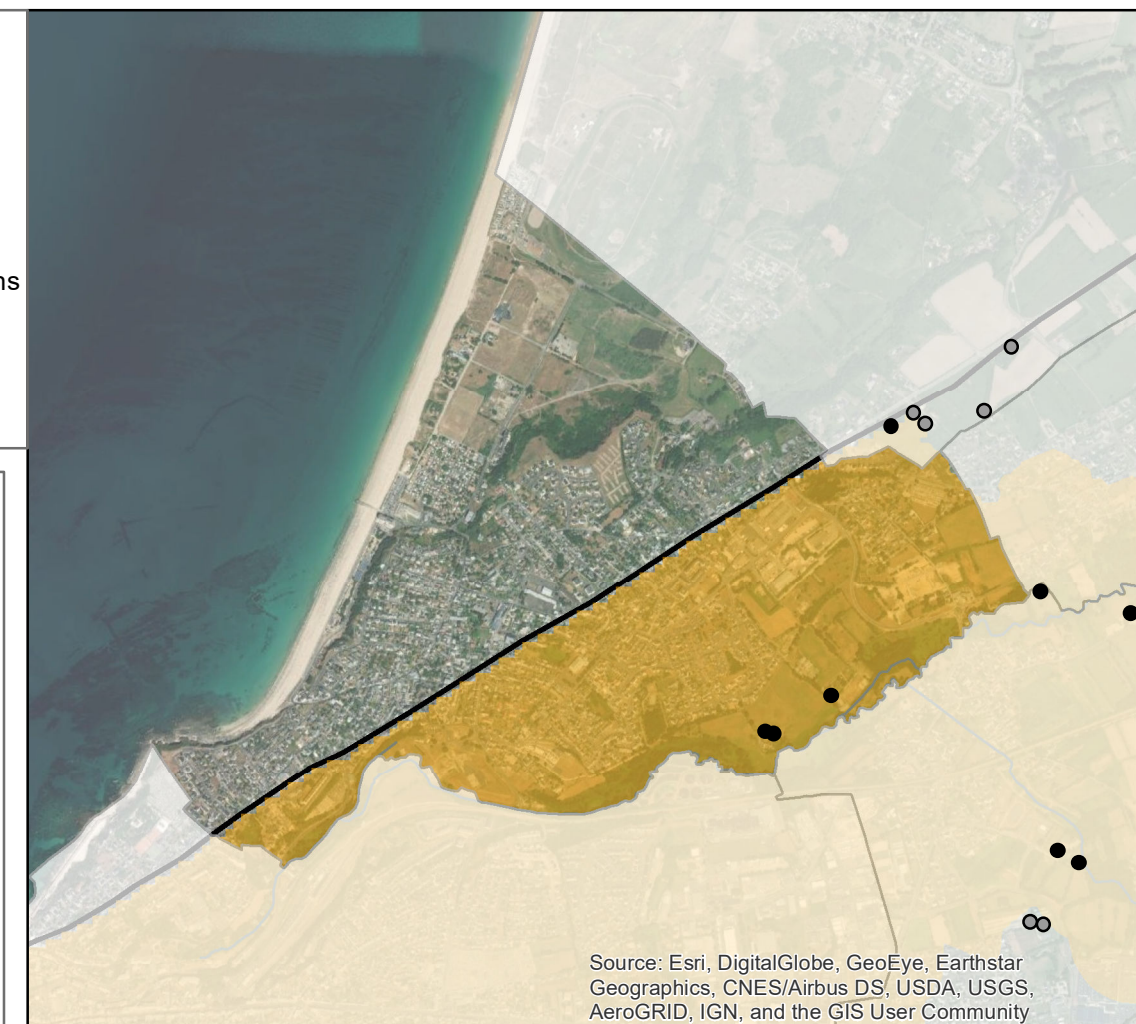 ns
Source: Esri, DigitalGlobe, GeoEye, Earthstar
Geographics, CNES/Airbus DS, USDA, USGS,
AeroGRID, IGN, and the GIS User Community